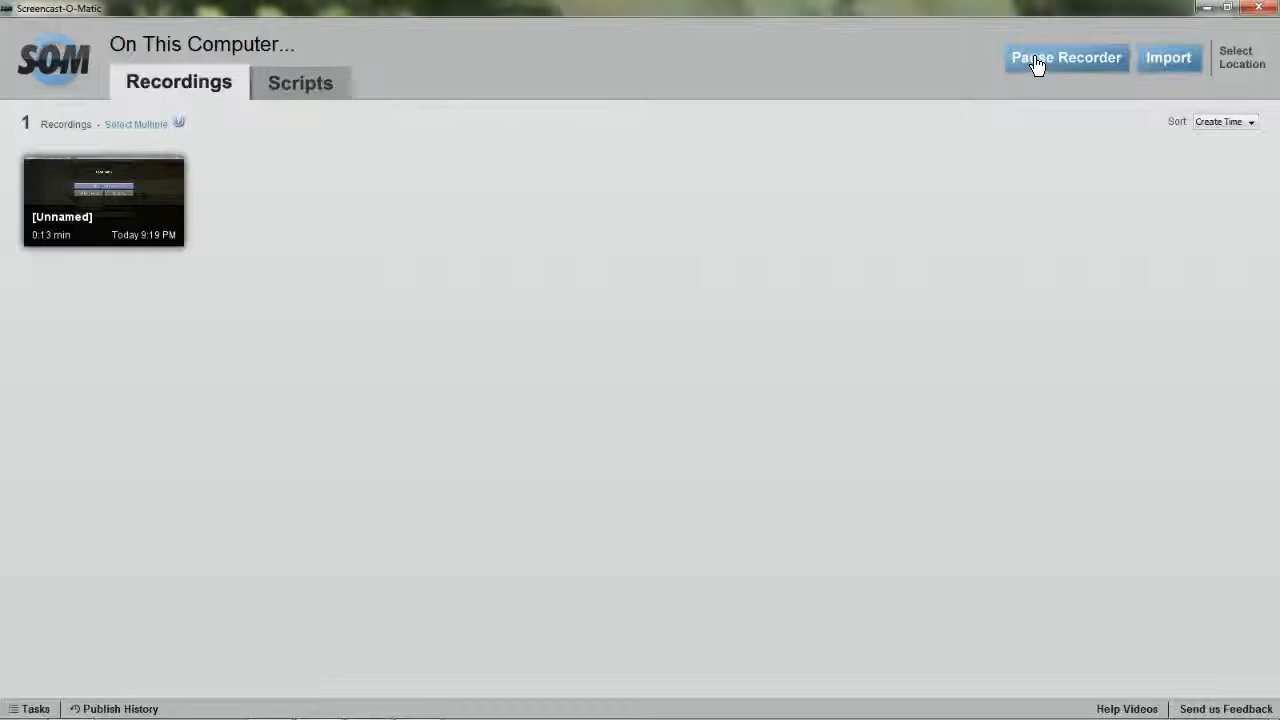 Screencast-O-Matic
SOM
On This Computer...
Pause Recorder
Import
Select Location
Recordings
Scripts
1 Recordings - Select Multiple
Sort Create Time
[Unnamed]
0:13 min Today 9:19 PM
Tasks
Publish History
Help Videos
Send us Feedback